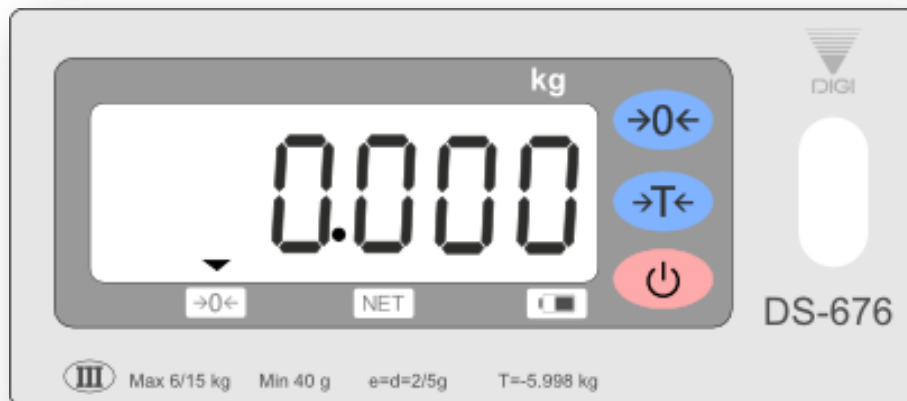 kg
DIGI
0.000
→0←
→T←
→0← NET
DS-676
III Max 6/15 kg Min 40 g e=d=2/5g T=-5.998 kg